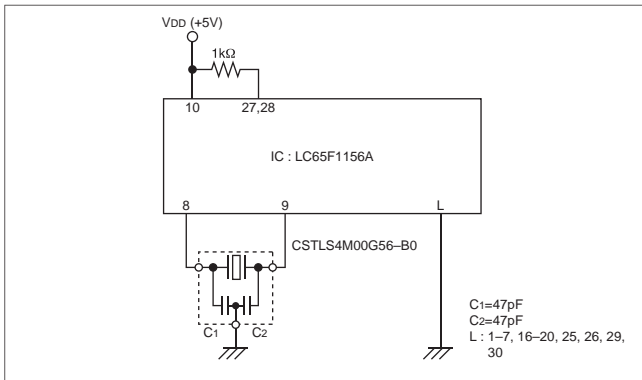 VDD (+5V)
1kΩ
10
27,28
IC : LC65F1156A
8
9
L
CSTLS4M00G56–B0
C1
C2
C1=47pF
C2=47pF
L : 1–7, 16–20, 25, 26, 29,
30